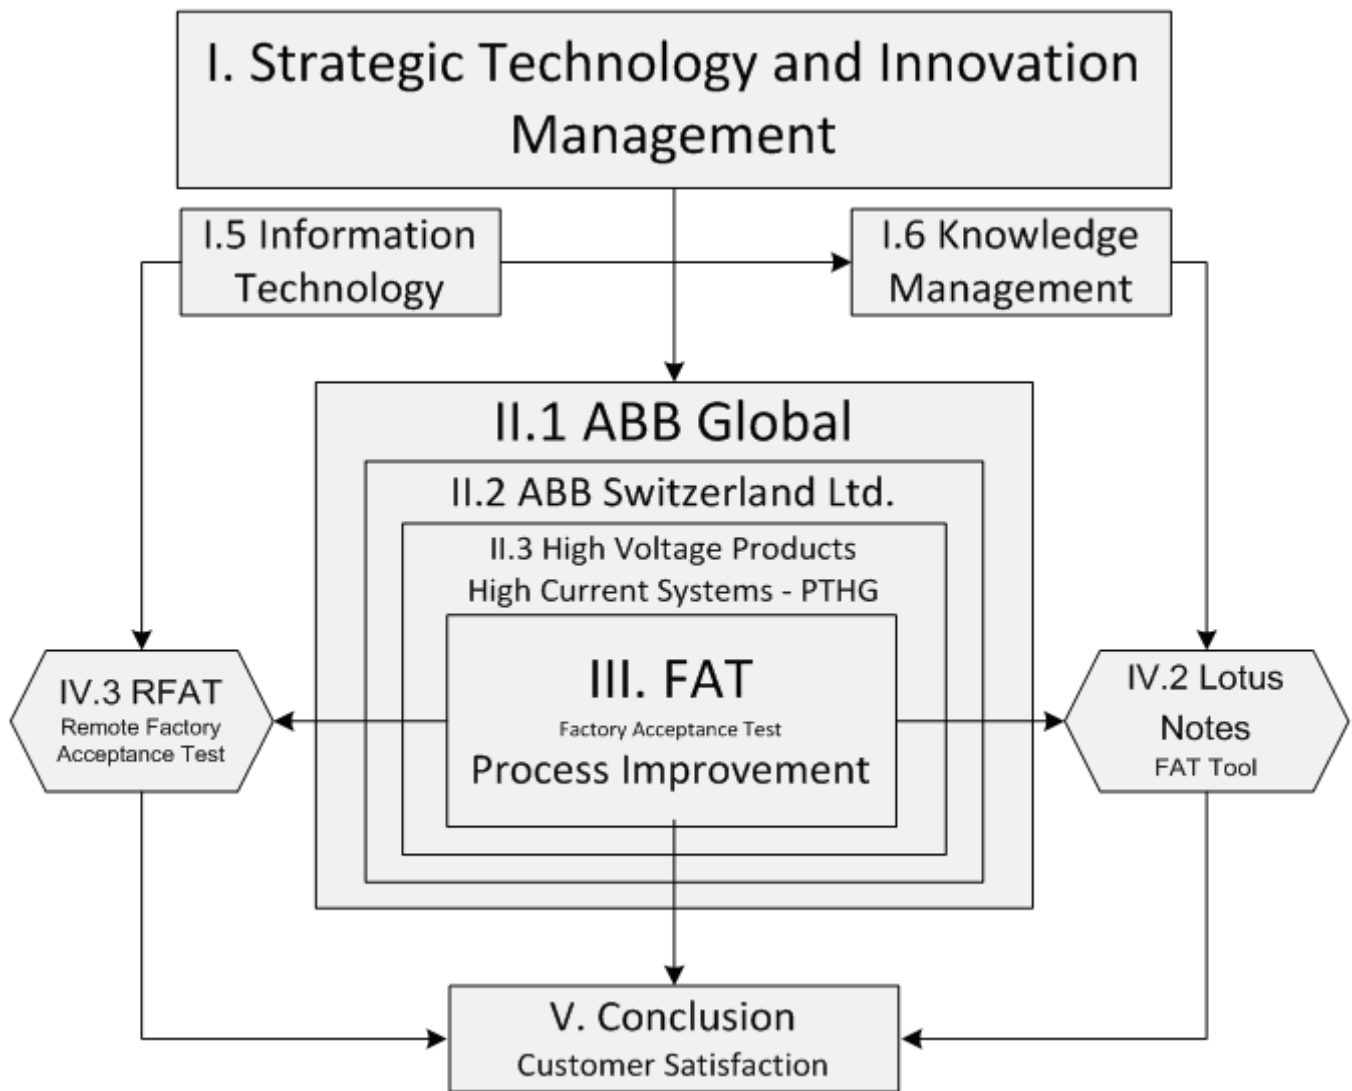 I. Strategic Technology and Innovation
Management
I.5 Information
Technology
I.6 Knowledge
Management
II.1 ABB Global
II.2 ABB Switzerland Ltd.
II.3 High Voltage Products
High Current Systems - PTHG
III. FAT
Factory Acceptance Test
Process Improvement
IV.3 RFAT
Remote Factory
Acceptance Test
IV.2 Lotus
Notes
FAT Tool
V. Conclusion
Customer Satisfaction